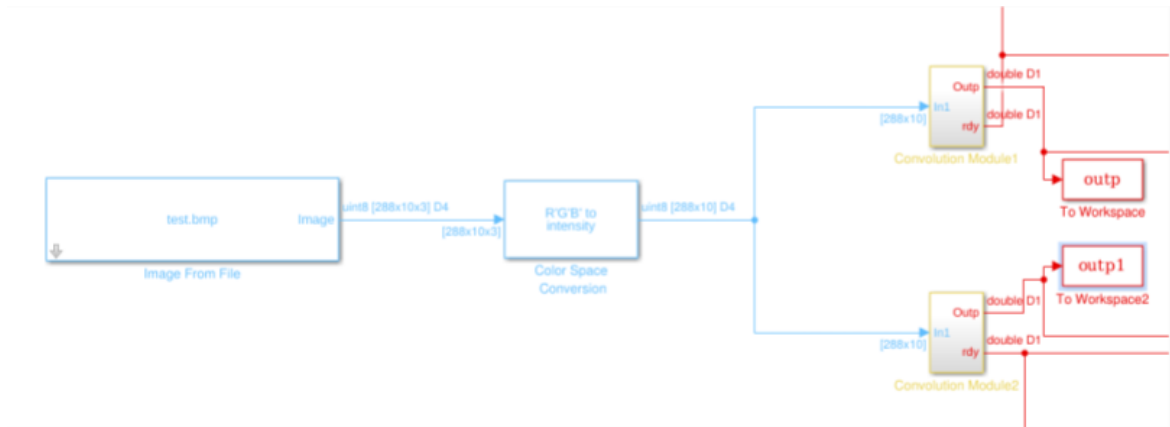 test.bmp
Image
Image From File
uint8 [288x10x3] D4
[288x10x3]
R'G'B' to
intensity
Color Space
Conversion
uint8 [288x10] D4
[288x10]
In1
Outp
rdy
double D1
double D1
Convolution Module1
outp
To Workspace
outp1
To Workspace2
[288x10]
In1
Outp
rdy
double D1
double D1
Convolution Module2